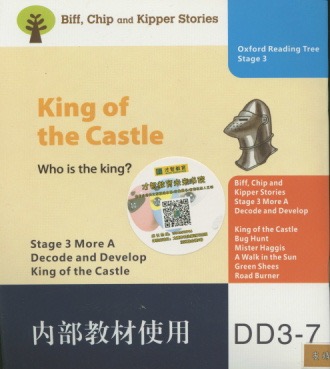 Biff, Chip and Kipper Stories
Oxford Reading Tree
Stage 3
King of
the Castle
Who is the king?
Biff, Chip and
Kipper Stories
Stage 3 More A
Decode and Develop
King of the Castle
Bug Hunt
Mister Haggis
A Walk in the Sun
Green Shees
Road Burner
Stage 3 More A
Decode and Develop
King of the Castle
内部教材使用
DD3-7